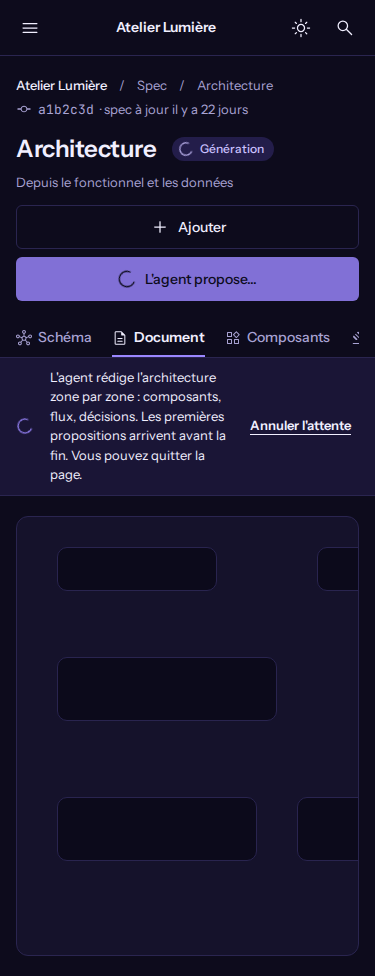 Atelier Lumière
Atelier Lumière / Spec / Architecture
a1b2c3d · spec à jour il y a 22 jours
Architecture
Génération
Depuis le fonctionnel et les données
Ajouter
L'agent propose…
Schéma Document Composants
L'agent rédige l'architecture
zone par zone : composants,
flux, décisions. Les premières
propositions arrivent avant la
fin. Vous pouvez quitter la
page.
Annuler l'attente